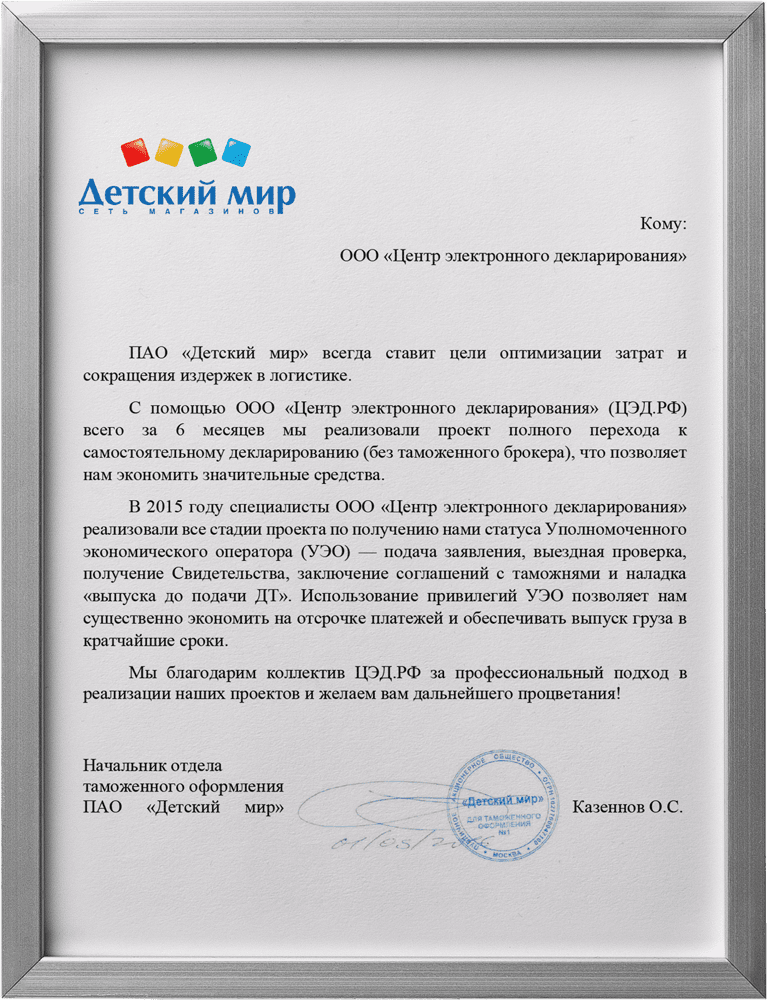 Детский мир
СЕТЬ МАГАЗИНОВ
Кому:
ООО «Центр электронного декларирования»
ПАО «Детский мир» всегда ставит цели оптимизации затрат и
сокращения издержек в логистике.
С помощью ООО «Центр электронного декларирования» (ЦЭД.РФ)
всего за 6 месяцев мы реализовали проект полного перехода к
самостоятельному декларированию (без таможенного брокера), что позволяет
нам экономить значительные средства.
В 2015 году специалисты ООО «Центр электронного декларирования»
реализовали все стадии проекта по получению нами статуса Уполномоченного
экономического оператора (УЭО) — подача заявления, выездная проверка,
получение Свидетельства, заключение соглашений с таможнями и наладка
«выпуска до подачи ДТ». Использование привилегий УЭО позволяет нам
существенно экономить на отсрочке платежей и обеспечивать выпуск груза в
кратчайшие сроки.
Мы благодарим коллектив ЦЭД.РФ за профессиональный подход в
реализации наших проектов и желаем вам дальнейшего процветания!
Начальник отдела
таможенного оформления
ПАО «Детский мир»
ПУБЛИЧНОЕ АКЦИОНЕРНОЕ ОБЩЕСТВО
«Детский мир»
ДЛЯ ТАМОЖЕННОГО
ОФОРМЛЕНИЯ
№1
МОСКВА
Казеннов О.С.